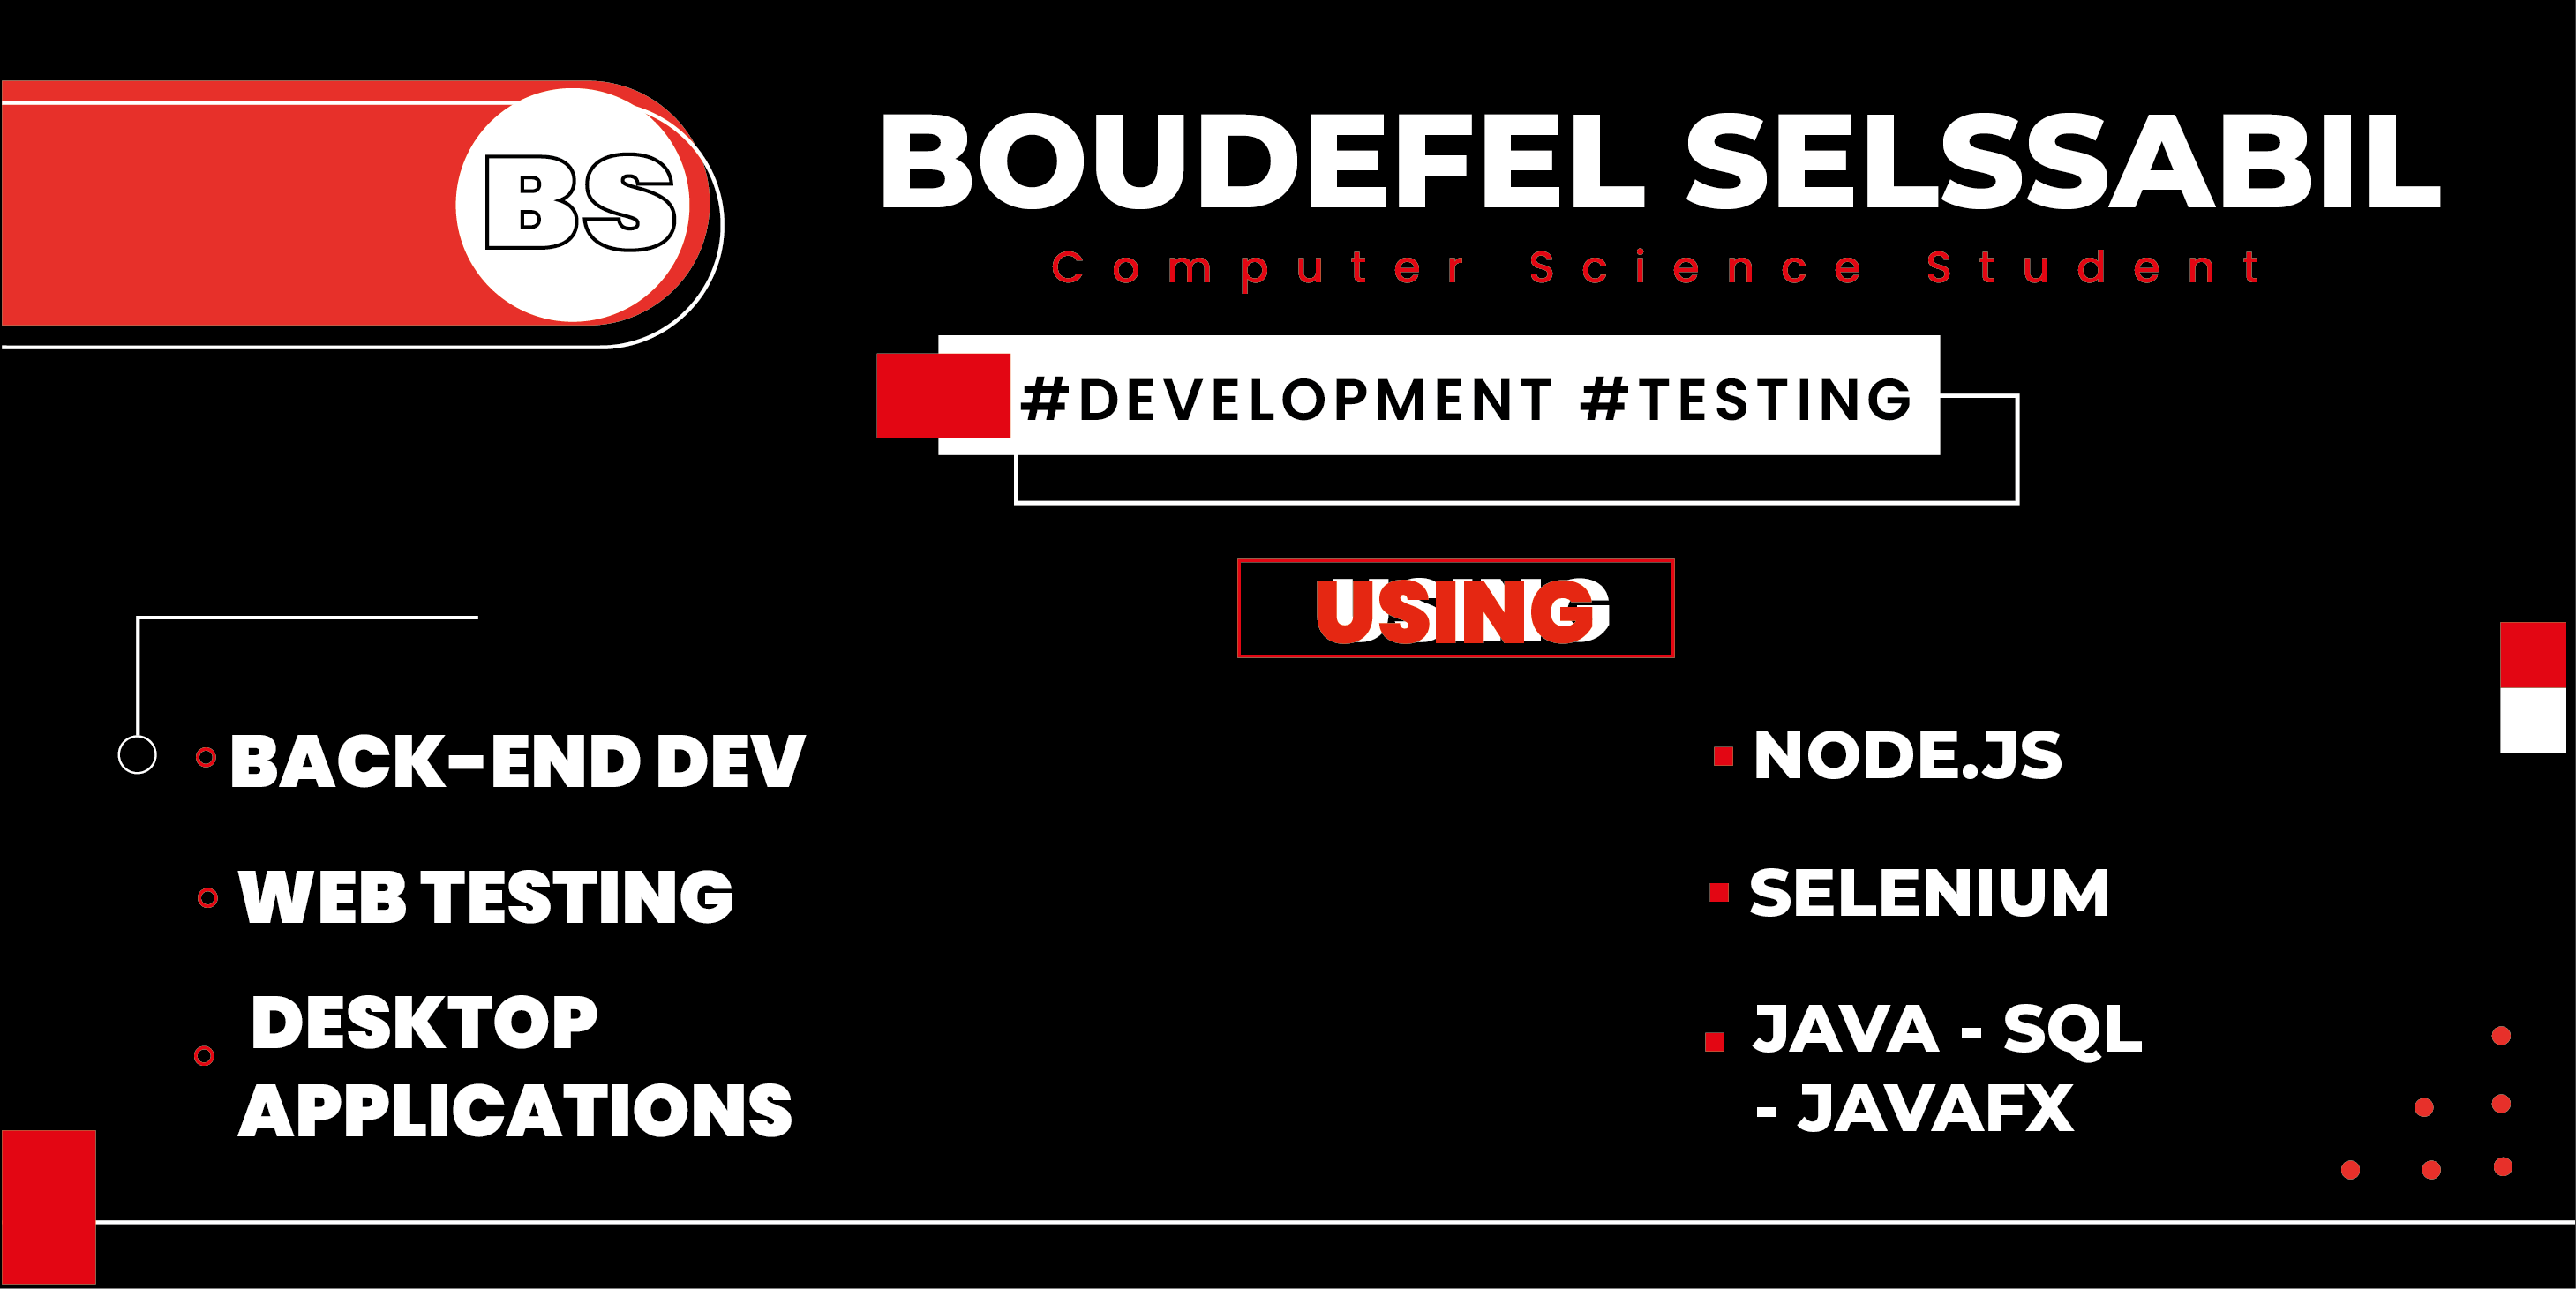 BS
BOUDEFEL SELSSABIL
Computer Science Student
#DEVELOPMENT #TESTING
USING
BACK-END DEV
WEB TESTING
DESKTOP
APPLICATIONS
NODE.JS
SELENIUM
JAVA - SQL
- JAVAFX